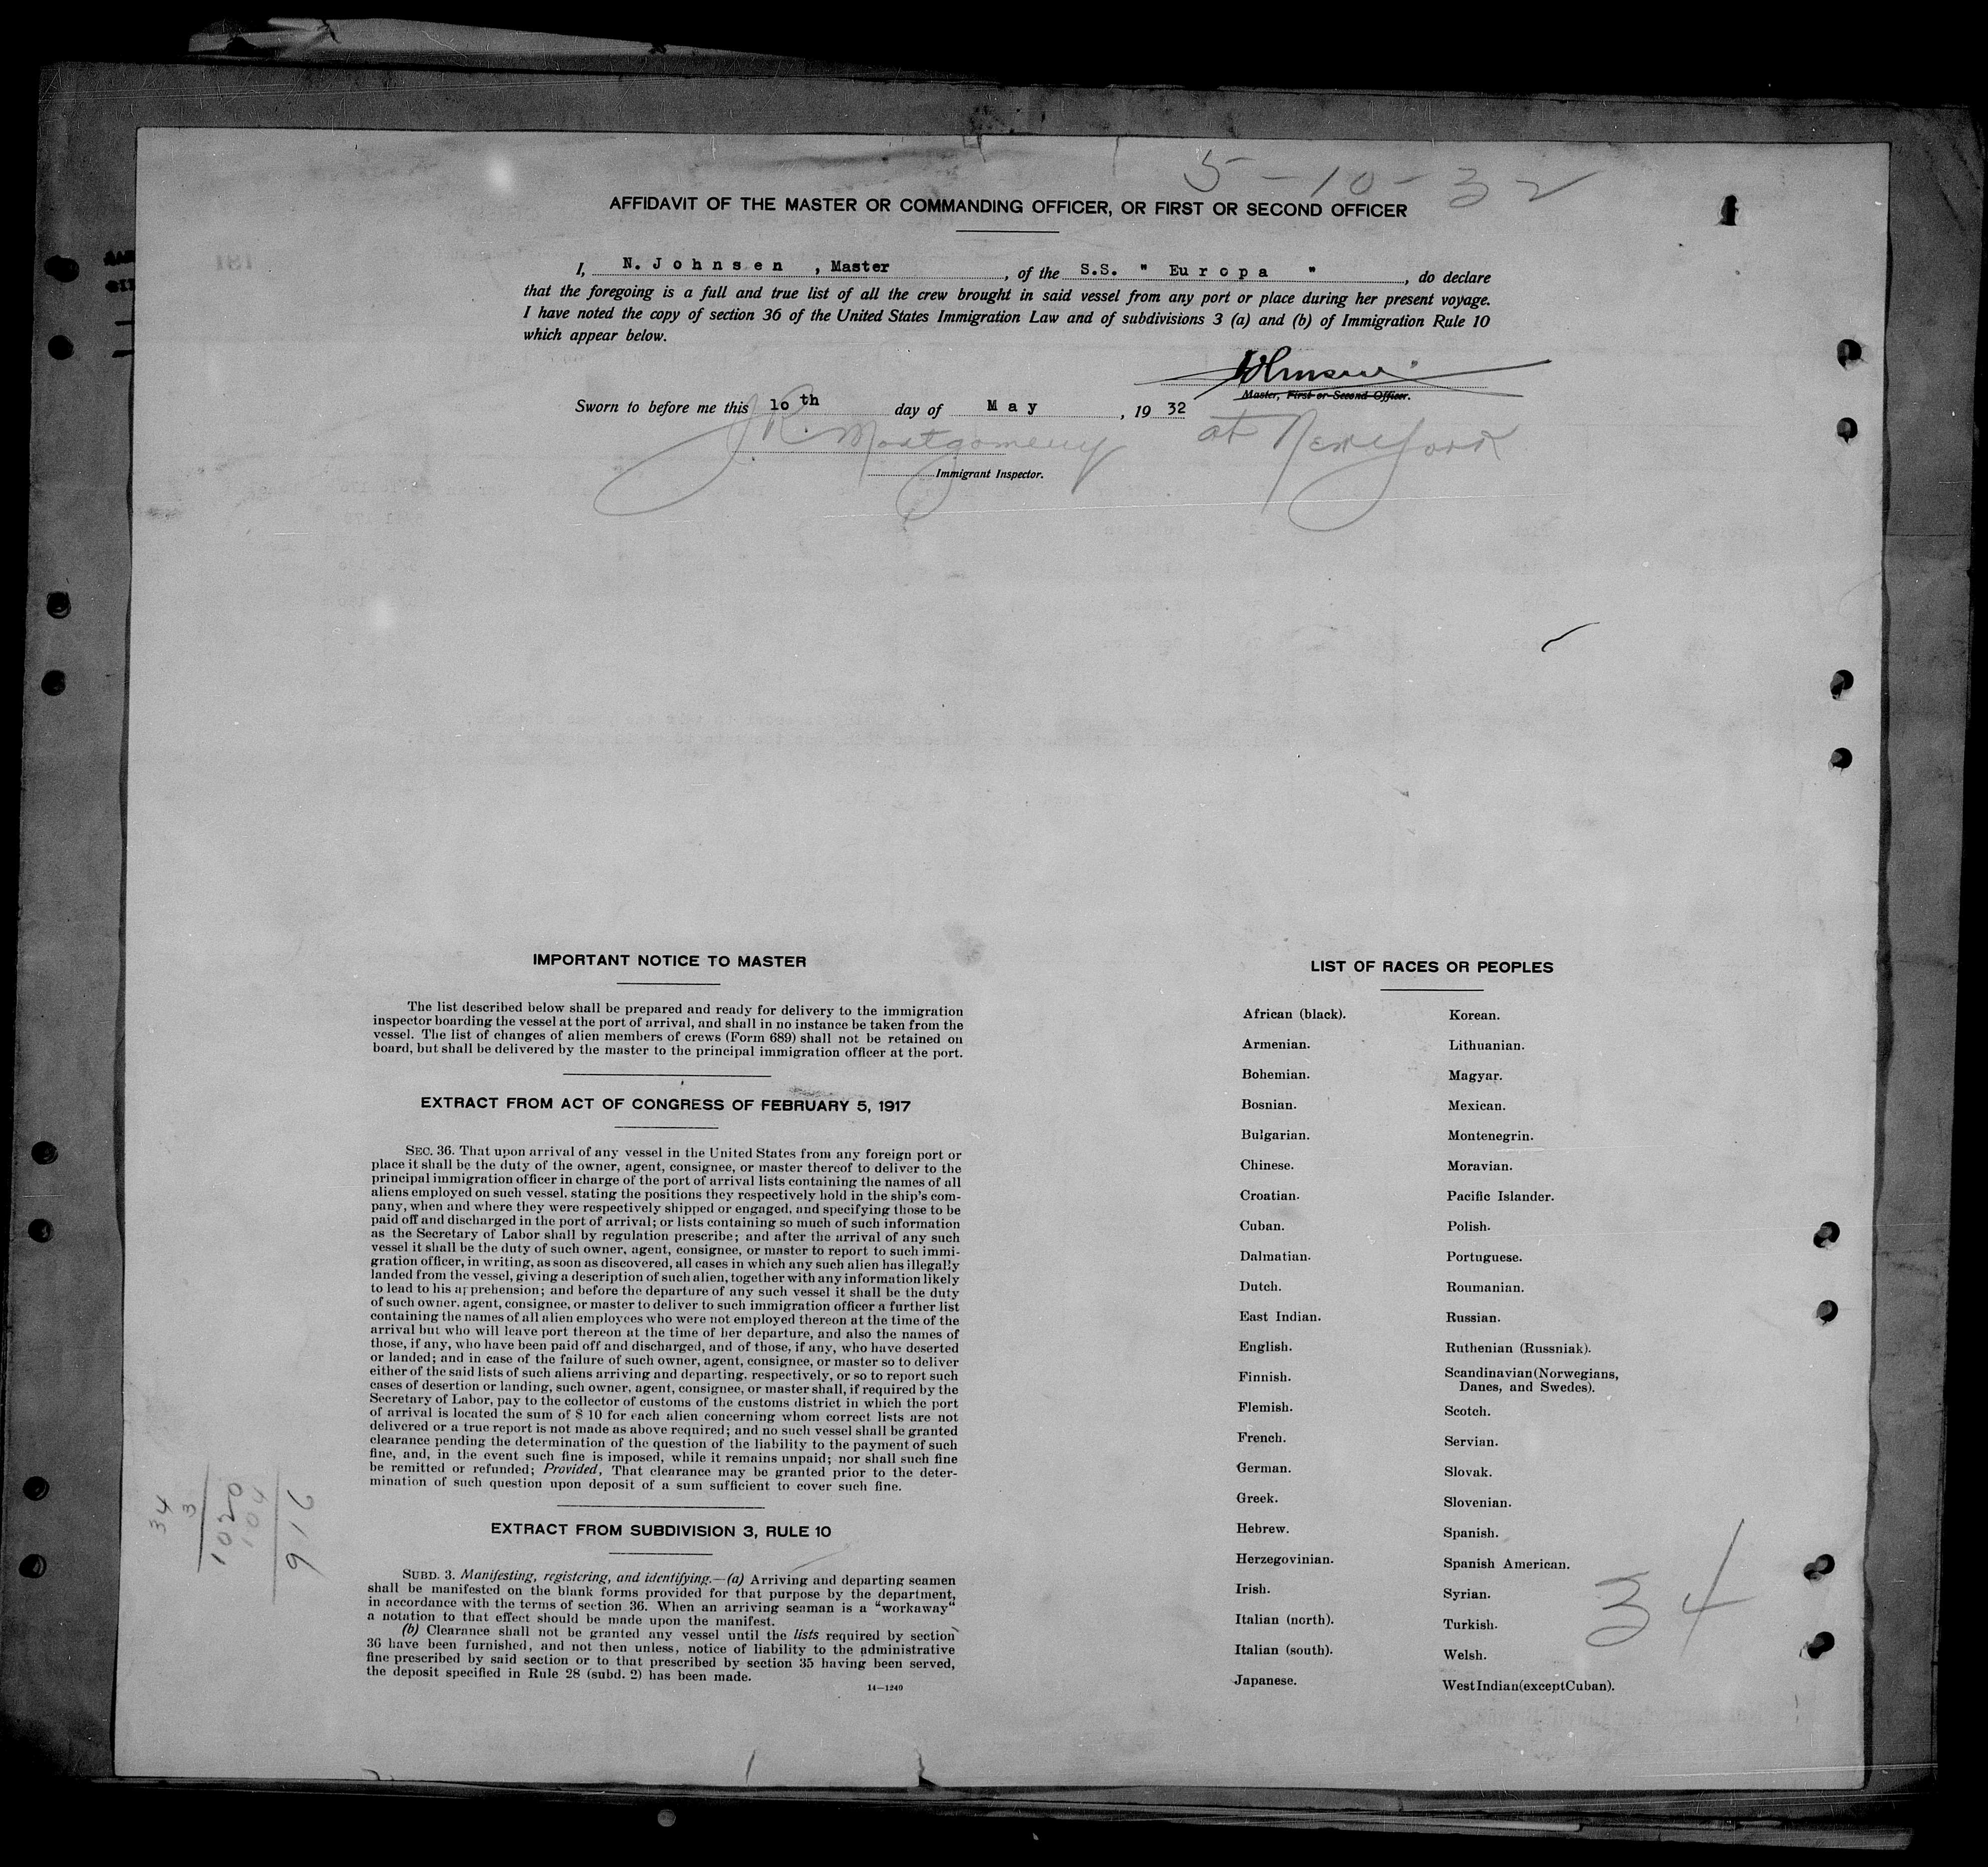 5-10-32
AFFIDAVIT OF THE MASTER OR COMMANDING OFFICER, OR FIRST OR SECOND OFFICER
1
I, N. Johnsen , Master , of the S.S. " Europa " , do declare
that the foregoing is a full and true list of all the crew brought in said vessel from any port or place during her present voyage.
I have noted the copy of section 36 of the United States Immigration Law and of subdivisions 3 (a) and (b) of Immigration Rule 10
which appear below.
Johnsen
Master, First or Second Officer.
Sworn to before me this 10 th day of May , 19 32
J.R. Montgomery at New York
Immigrant Inspector.
IMPORTANT NOTICE TO MASTER
The list described below shall be prepared and ready for delivery to the immigration
inspector boarding the vessel at the port of arrival, and shall in no instance be taken from the
vessel. The list of changes of alien members of crews (Form 689) shall not be retained on
board, but shall be delivered by the master to the principal immigration officer at the port.
EXTRACT FROM ACT OF CONGRESS OF FEBRUARY 5, 1917
SEC. 36. That upon arrival of any vessel in the United States from any foreign port or
place it shall be the duty of the owner, agent, consignee, or master thereof to deliver to the
principal immigration officer in charge of the port of arrival lists containing the names of all
aliens employed on such vessel, stating the positions they respectively hold in the ship's com-
pany, when and where they were respectively shipped or engaged, and specifying those to be
paid off and discharged in the port of arrival; or lists containing so much of such information
as the Secretary of Labor shall by regulation prescribe; and after the arrival of any such
vessel it shall be the duty of such owner, agent, consignee, or master to report to such immi-
gration officer, in writing, as soon as discovered, all cases in which any such alien has illegally
landed from the vessel, giving a description of such alien, together with any information likely
to lead to his apprehension; and before the departure of any such vessel it shall be the duty
of such owner, agent, consignee, or master to deliver to such immigration officer a further list
containing the names of all alien employees who were not employed thereon at the time of the
arrival but who will leave port thereon at the time of her departure, and also the names of
those, if any, who have been paid off and discharged, and of those, if any, who have deserted
or landed; and in case of the failure of such owner, agent, consignee, or master so to deliver
either of the said lists of such aliens arriving and departing, respectively, or so to report such
cases of desertion or landing, such owner, agent, consignee, or master shall, if required by the
Secretary of Labor, pay to the collector of customs of the customs district in which the port
of arrival is located the sum of $ 10 for each alien concerning whom correct lists are not
delivered or a true report is not made as above required; and no such vessel shall be granted
clearance pending the determination of the question of the liability to the payment of such
fine, and, in the event such fine is imposed, while it remains unpaid; nor shall such fine
be remitted or refunded; Provided, That clearance may be granted prior to the deter-
mination of such question upon deposit of a sum sufficient to cover such fine.
EXTRACT FROM SUBDIVISION 3, RULE 10
SUBD. 3. Manifesting, registering, and identifying.—(a) Arriving and departing seamen
shall be manifested on the blank forms provided for that purpose by the department,
in accordance with the terms of section 36. When an arriving seaman is a "workaway"
a notation to that effect should be made upon the manifest.
(b) Clearance shall not be granted any vessel until the lists required by section
36 have been furnished, and not then unless, notice of liability to the administrative
fine prescribed by said section or to that prescribed by section 35 having been served,
the deposit specified in Rule 28 (subd. 2) has been made.
14—1240
34
3
1020
104
916
LIST OF RACES OR PEOPLES
African (black).
Armenian.
Bohemian.
Bosnian.
Bulgarian.
Chinese.
Croatian.
Cuban.
Dalmatian.
Dutch.
East Indian.
English.
Finnish.
Flemish.
French.
German.
Greek.
Hebrew.
Herzegovinian.
Irish.
Italian (north).
Italian (south).
Japanese.
Korean.
Lithuanian.
Magyar.
Mexican.
Montenegrin.
Moravian.
Pacific Islander.
Polish.
Portuguese.
Roumanian.
Russian.
Ruthenian (Russniak).
Scandinavian (Norwegians,
Danes, and Swedes).
Scotch.
Servian.
Slovak.
Slovenian.
Spanish.
Spanish American.
Syrian.
Turkish.
Welsh.
West Indian (except Cuban).
34